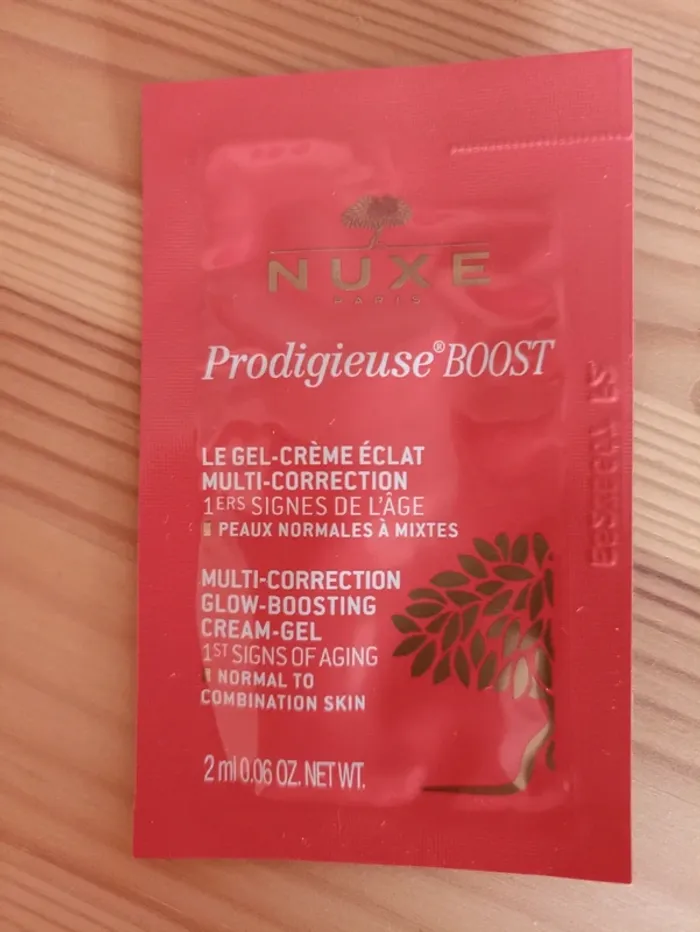 NUXE
PARIS
Prodigieuse® BOOST
LE GEL-CRÈME ÉCLAT
MULTI-CORRECTION
1ERS SIGNES DE L'ÂGE
PEAUX NORMALES À MIXTES
MULTI-CORRECTION
GLOW-BOOSTING
CREAM-GEL
1ST SIGNS OF AGING
NORMAL TO
COMBINATION SKIN
2 ml 0.06 OZ. NET WT.